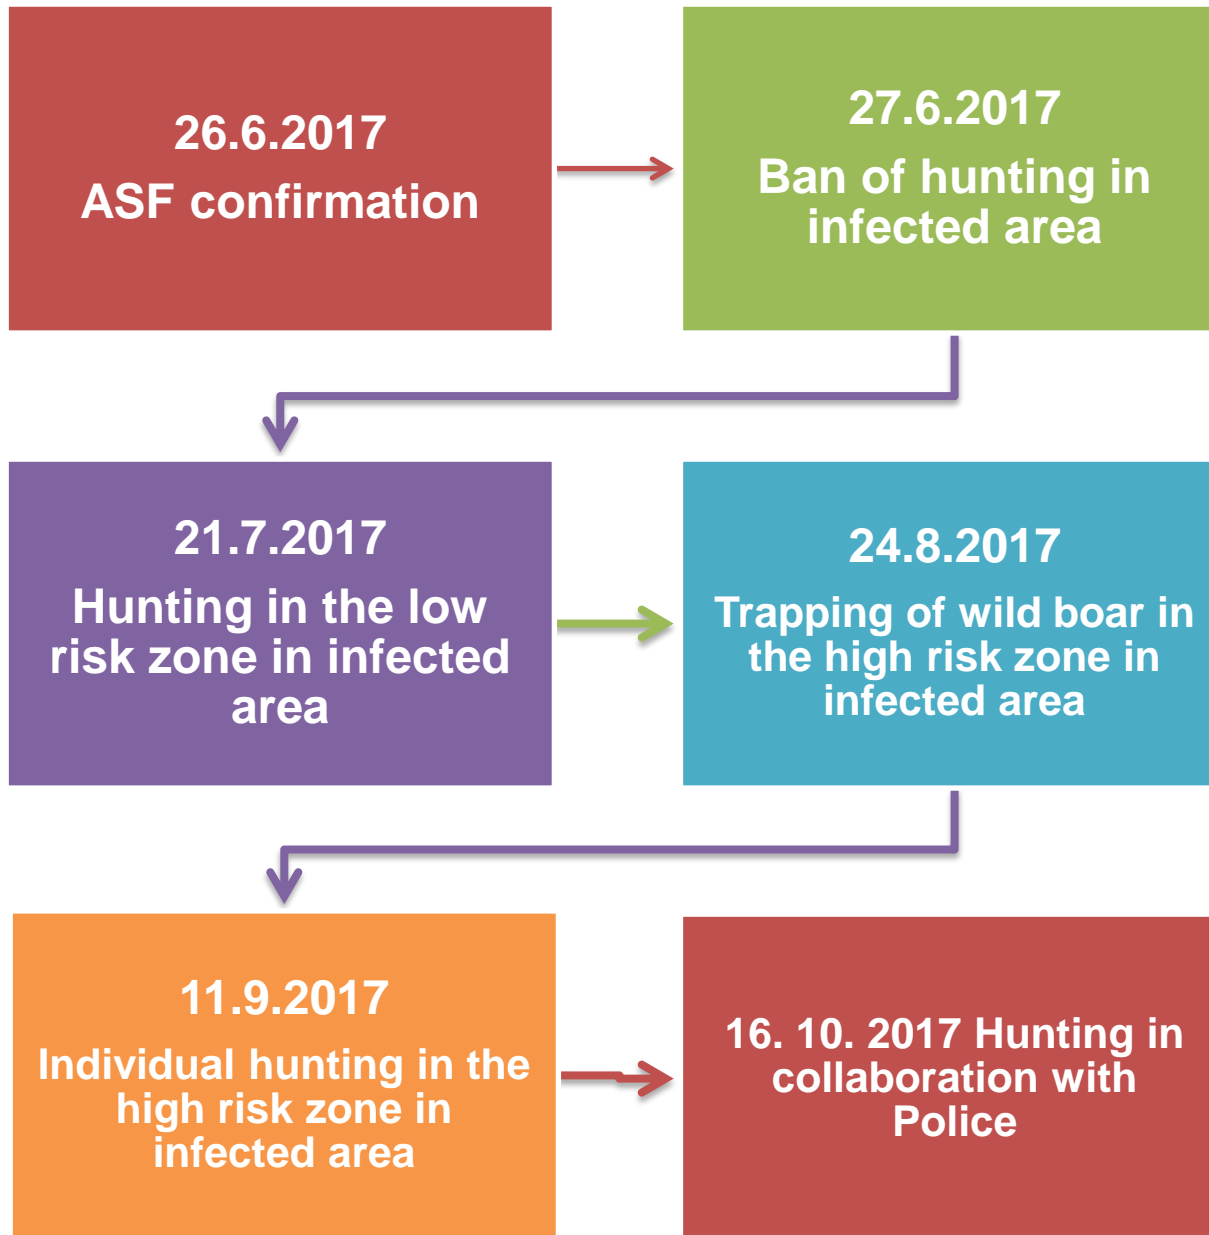 26.6.2017
ASF confirmation
27.6.2017
Ban of hunting in
infected area
21.7.2017
Hunting in the low
risk zone in infected
area
24.8.2017
Trapping of wild boar in
the high risk zone in
infected area
11.9.2017
Individual hunting in the
high risk zone in
infected area
16. 10. 2017 Hunting in
collaboration with
Police